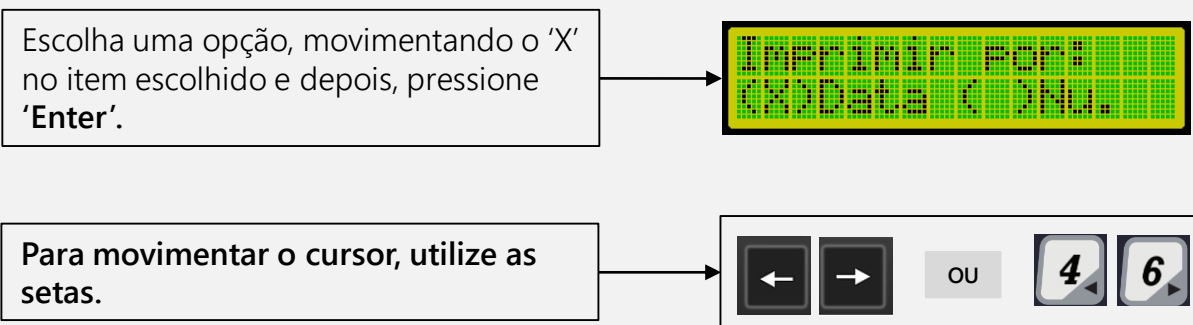 Escolha uma opção, movimentando o ‘X’
no item escolhido e depois, pressione
‘Enter’.
Imprimir por:
(X)Data ( )Nu.
Para movimentar o cursor, utilize as
setas.
← → OU 4 6